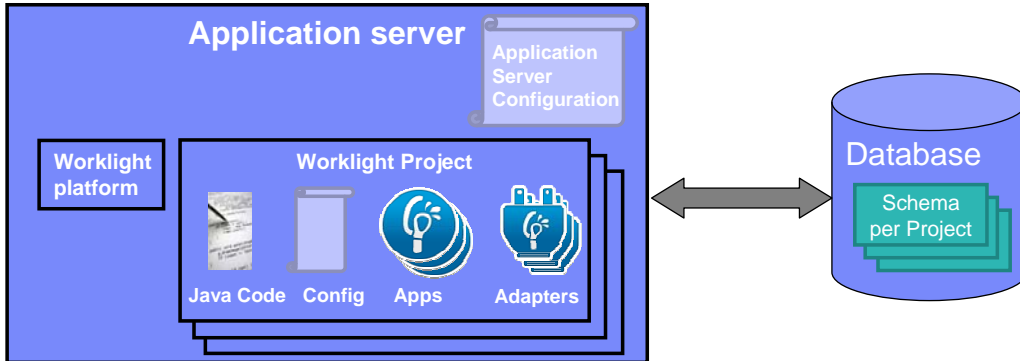 Application server
Application
Server
Configuration
Worklight
platform
Worklight Project
Java Code
Config
Apps
Adapters
Database
Schema
per Project